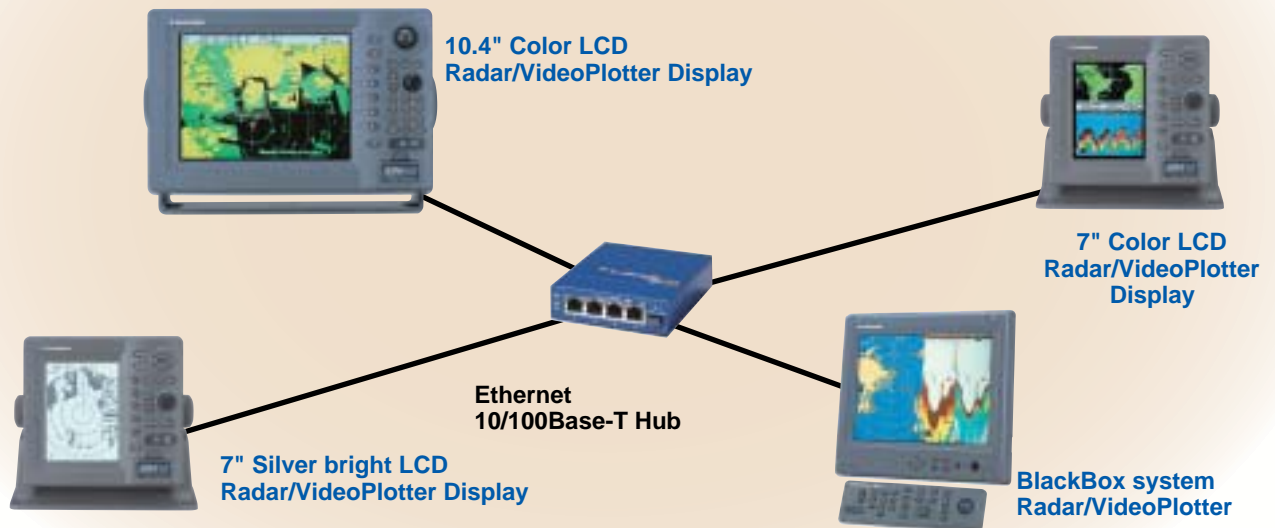 10.4" Color LCD
Radar/VideoPlotter Display
7" Color LCD
Radar/VideoPlotter
Display
Ethernet
10/100Base-T Hub
7" Silver bright LCD
Radar/VideoPlotter Display
BlackBox system
Radar/VideoPlotter